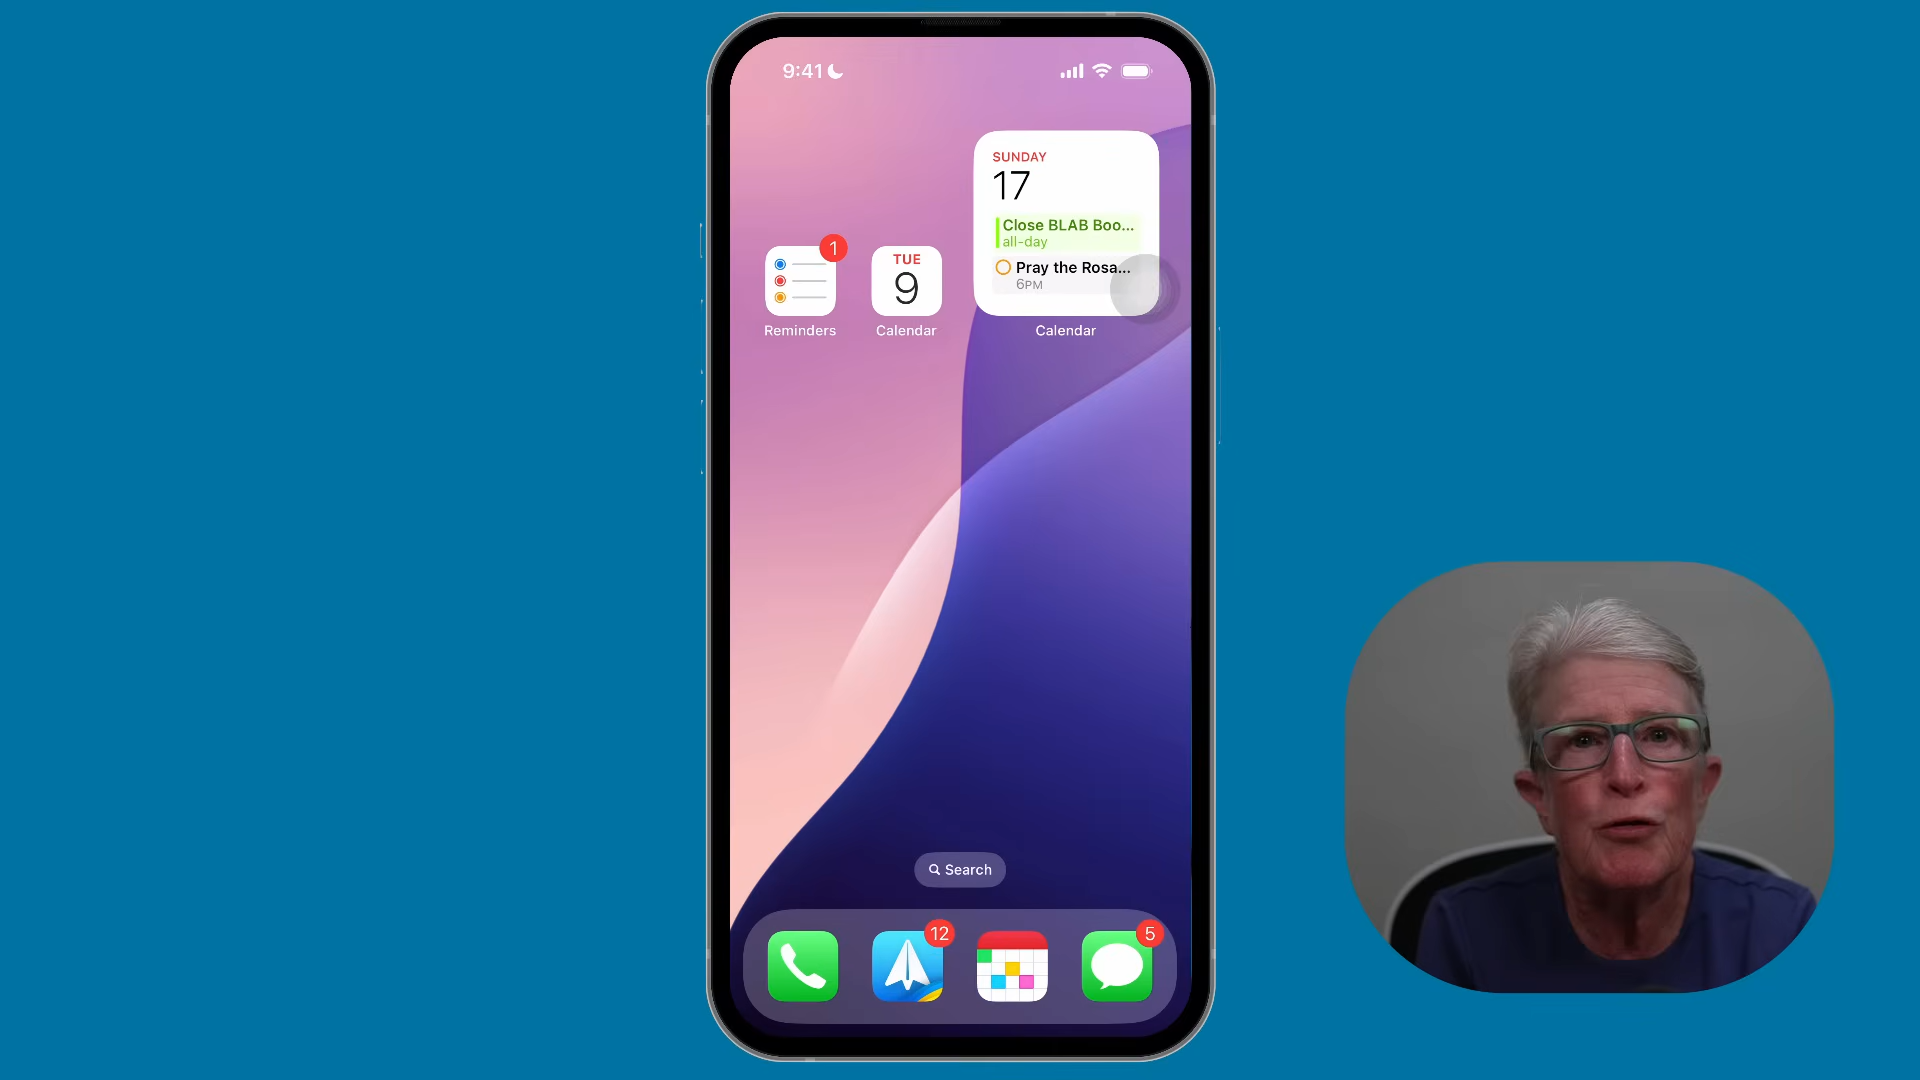 9:41
SUNDAY
17
Close BLAB Boo...
all-day
Pray the Rosa...
6PM
1
TUE
9
Reminders
Calendar
Calendar
Search
12
5